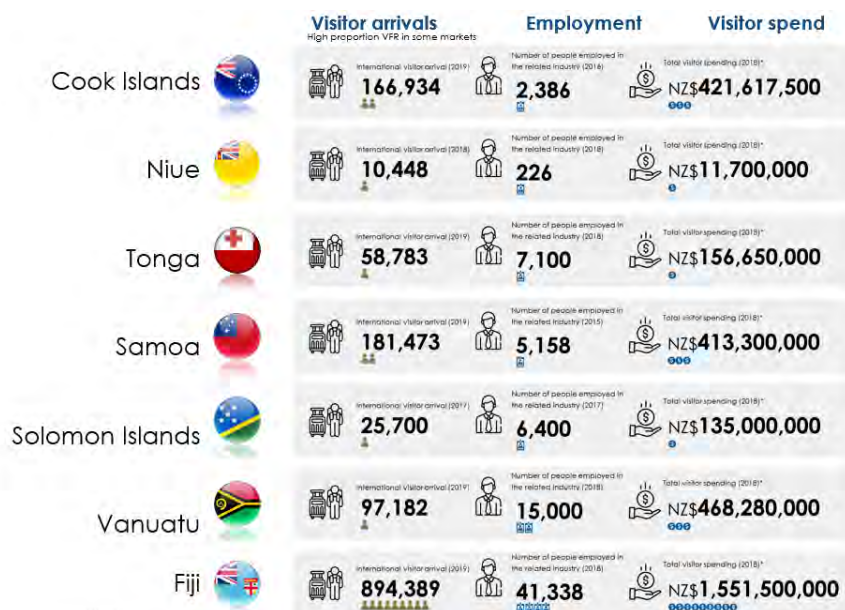 Visitor arrivals
High proportion VFR in some markets
Employment
Visitor spend
Cook Islands
International visitor arrival (2019)
166,934
Number of people employed in
the related industry (2016)
2,386
Total visitor spending (2018)*
NZ$421,617,500
Niue
International visitor arrival (2018)
10,448
Number of people employed in
the related industry (2018)
226
Total visitor spending (2018)*
NZ$11,700,000
Tonga
International visitor arrival (2019)
58,783
Number of people employed in
the related industry (2018)
7,100
Total visitor spending (2018)*
NZ$156,650,000
Samoa
International visitor arrival (2019)
181,473
Number of people employed in
the related industry (2015)
5,158
Total visitor spending (2018)*
NZ$413,300,000
Solomon Islands
International visitor arrival (2017)
25,700
Number of people employed in
the related industry (2017)
6,400
Total visitor spending (2018)*
NZ$135,000,000
Vanuatu
International visitor arrival (2019)
97,182
Number of people employed in
the related industry (2018)
15,000
Total visitor spending (2018)*
NZ$468,280,000
Fiji
International visitor arrival (2019)
894,389
Number of people employed in
the related industry (2018)
41,338
Total visitor spending (2018)*
NZ$1,551,500,000